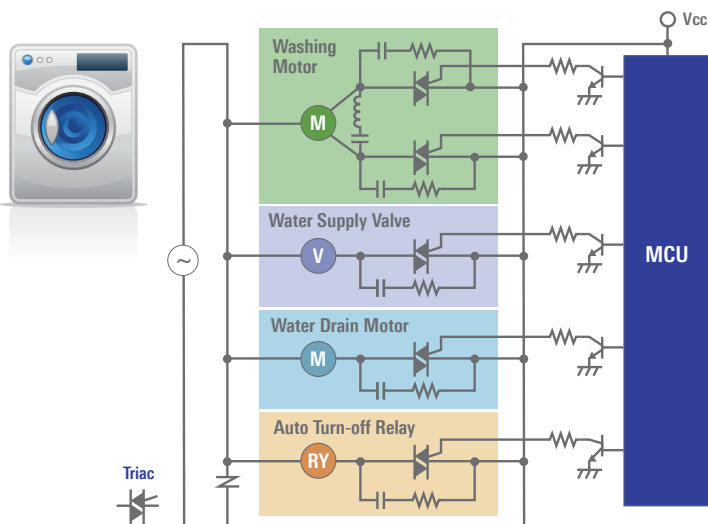 Vcc
Washing
Motor
M
Water Supply Valve
V
MCU
Water Drain Motor
M
Auto Turn-off Relay
RY
Triac
~